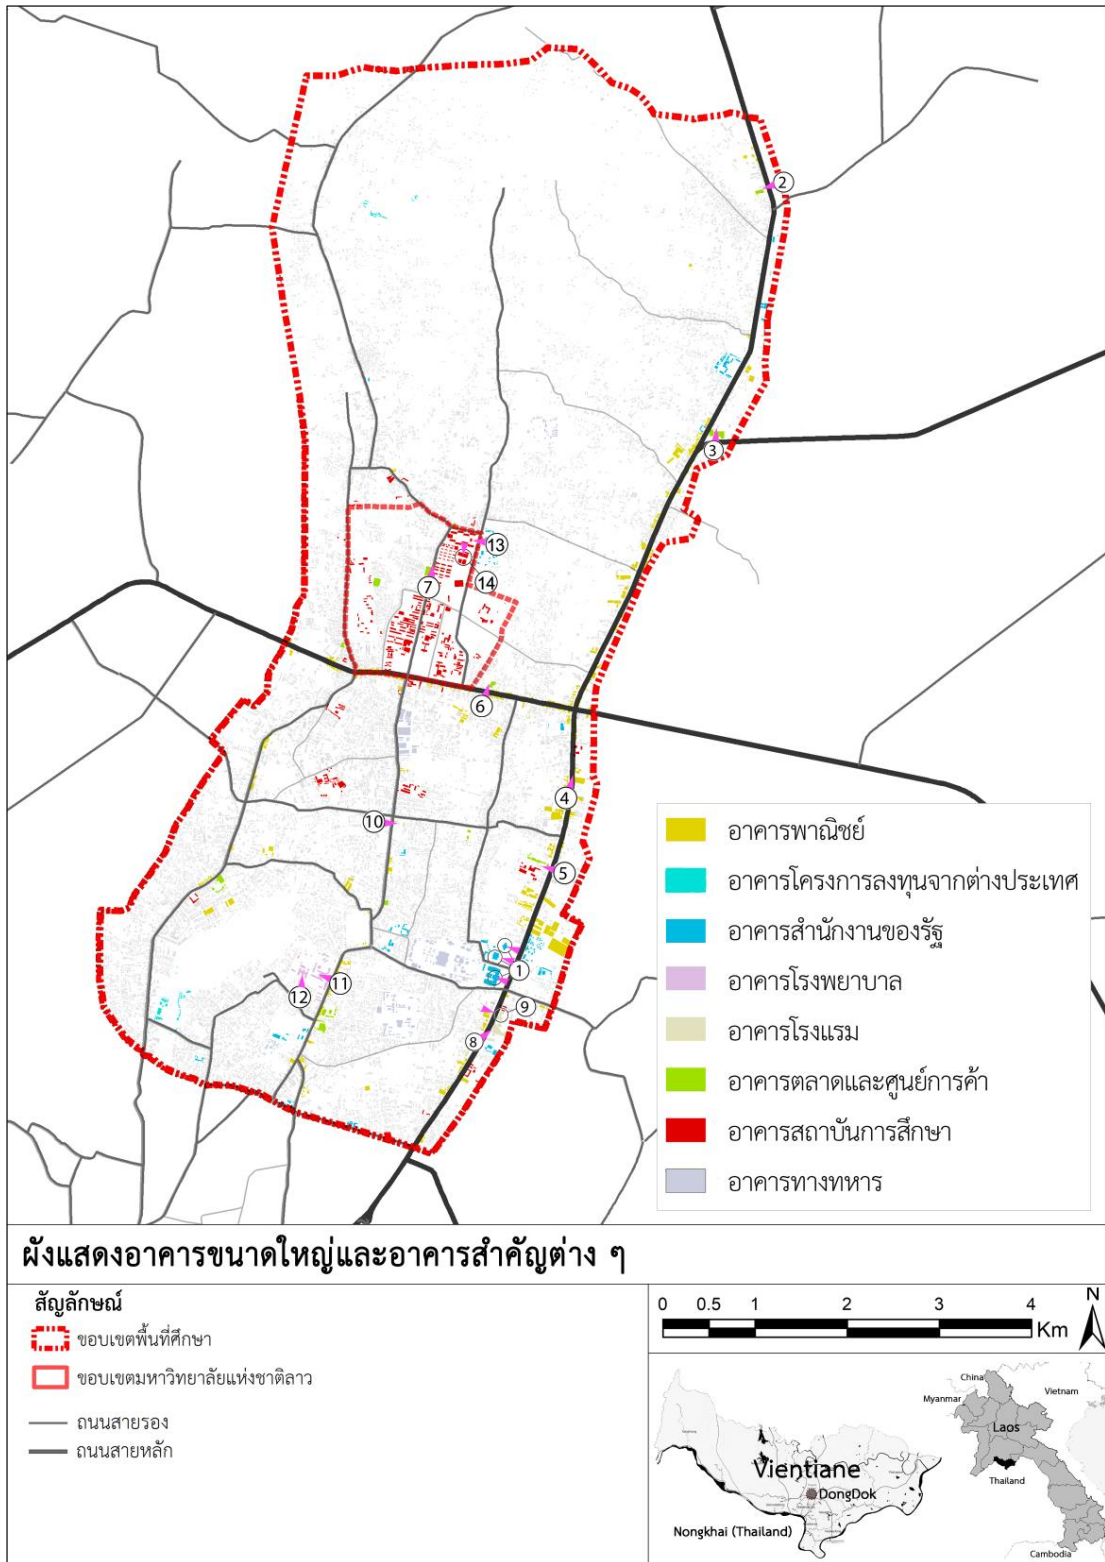 2
3
13
14
7
6
4
10
5
1
11
12
9
8
อาคารพาณิชย์
อาคารโครงการลงทุนจากต่างประเทศ
อาคารสำนักงานของรัฐ
อาคารโรงพยาบาล
อาคารโรงแรม
อาคารตลาดและศูนย์การค้า
อาคารสถาบันการสึกษา
อาคารทางทหาร
ผังแสดงอาคารขนาดใหญ่และอาคารสำคัญต่าง ๆ
สัญลักษณ์
ขอบเขตพื้นที่ศึกษา
ขอบเขตมหาวิทยาลัยแห่งชาติลาว
ถนนสายรอง
ถนนสายหลัก
0 0.5 1 2 3 4 Km
N
Vientiane
DongDok
Nongkhai (Thailand)
China
Myanmar
Vietnam
Laos
Thailand
Cambodia